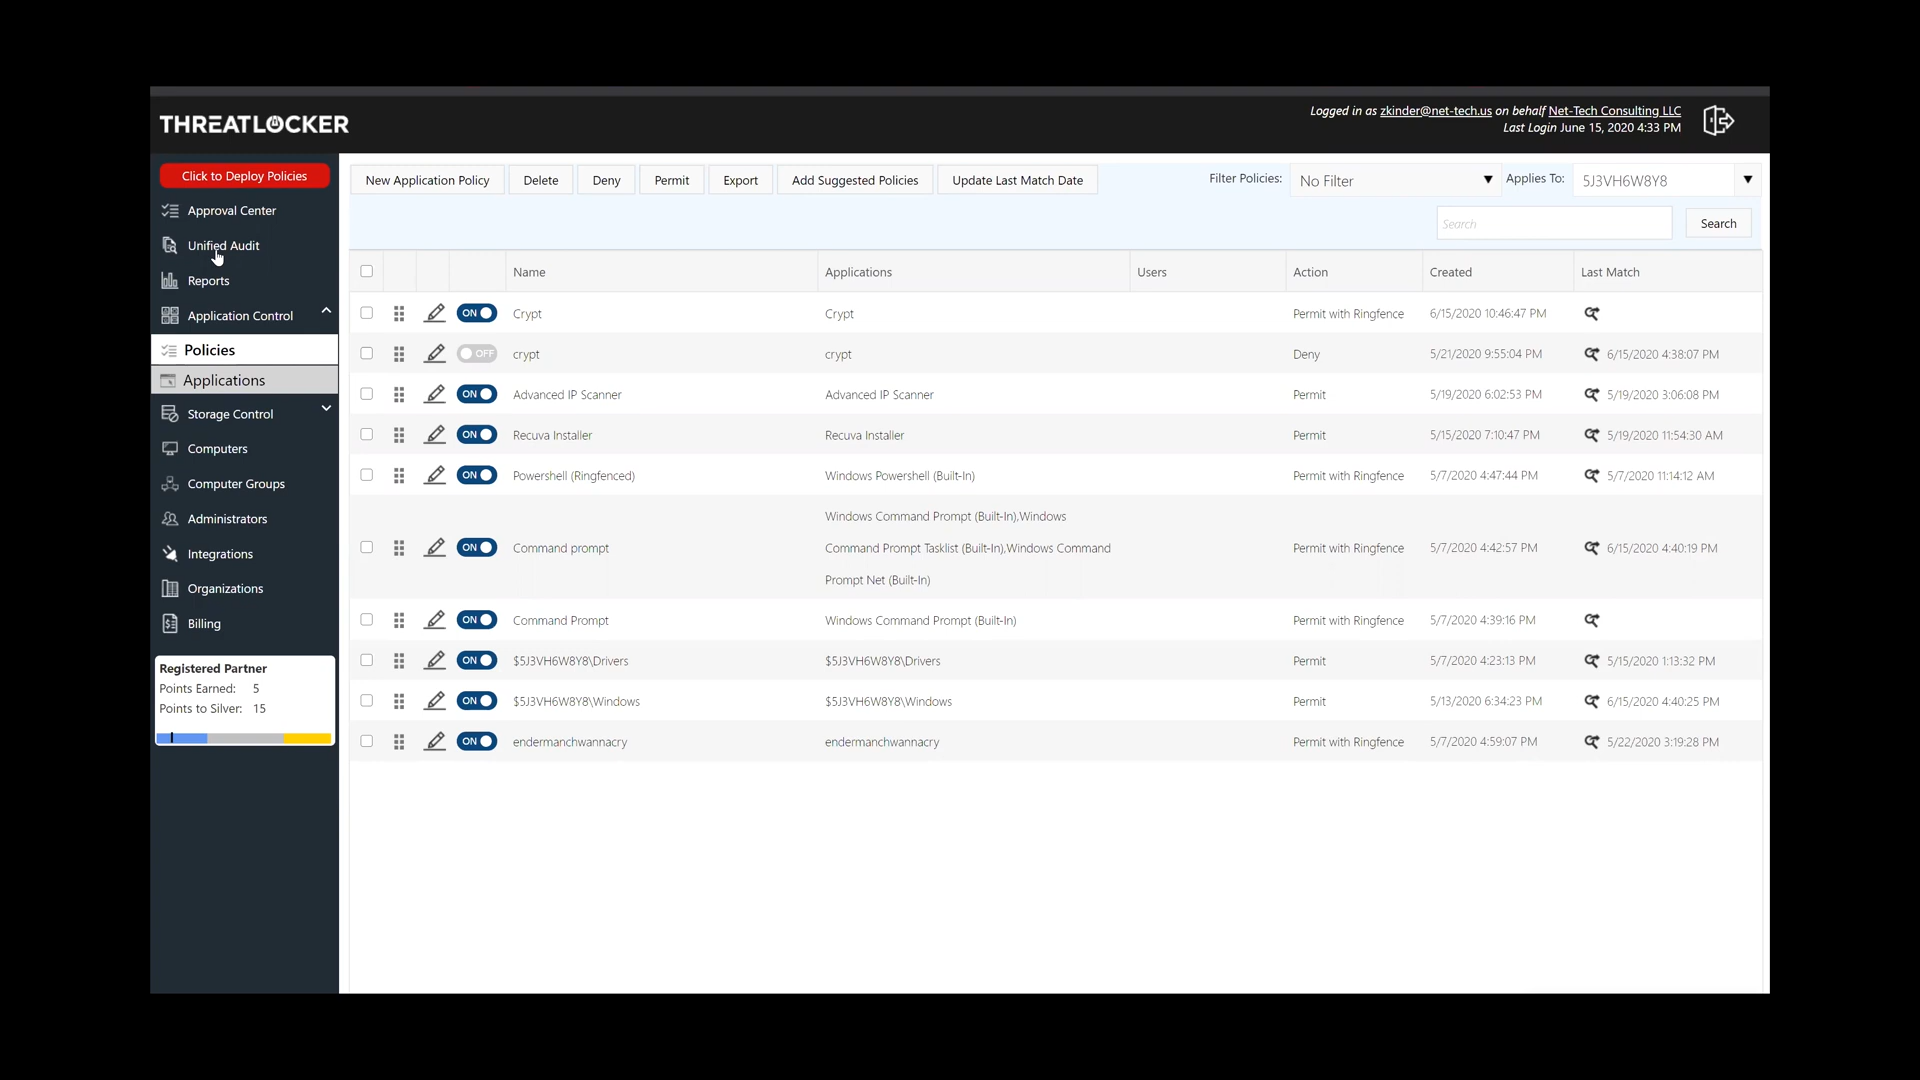 THREATLOCKER
Logged in as zkinder@net-tech.us on behalf Net-Tech Consulting LLC
Last Login June 15, 2020 4:33 PM
Click to Deploy Policies
Approval Center
Unified Audit
Reports
Application Control
Policies
Applications
Storage Control
Computers
Computer Groups
Administrators
Integrations
Organizations
Billing
Registered Partner
Points Earned: 5
Points to Silver: 15
New Application Policy Delete Deny Permit Export Add Suggested Policies Update Last Match Date Filter Policies: No Filter Applies To: 5J3VH6W8Y8
Search Search
Name Applications Users Action Created Last Match
ON Crypt Crypt Permit with Ringfence 6/15/2020 10:46:47 PM
OFF crypt crypt Deny 5/21/2020 9:55:04 PM 6/15/2020 4:38:07 PM
ON Advanced IP Scanner Advanced IP Scanner Permit 5/19/2020 6:02:53 PM 5/19/2020 3:06:08 PM
ON Recuva Installer Recuva Installer Permit 5/15/2020 7:10:47 PM 5/19/2020 11:54:30 AM
ON Powershell (Ringfenced) Windows Powershell (Built-In) Permit with Ringfence 5/7/2020 4:47:44 PM 5/7/2020 11:14:12 AM
Windows Command Prompt (Built-In),Windows
ON Command prompt Command Prompt Tasklist (Built-In),Windows Command Permit with Ringfence 5/7/2020 4:42:57 PM 6/15/2020 4:40:19 PM
Prompt Net (Built-In)
ON Command Prompt Windows Command Prompt (Built-In) Permit with Ringfence 5/7/2020 4:39:16 PM
ON $5J3VH6W8Y8\Drivers $5J3VH6W8Y8\Drivers Permit 5/7/2020 4:23:13 PM 5/15/2020 1:13:32 PM
ON $5J3VH6W8Y8\Windows $5J3VH6W8Y8\Windows Permit 5/13/2020 6:34:23 PM 6/15/2020 4:40:25 PM
ON endermanchwannacry endermanchwannacry Permit with Ringfence 5/7/2020 4:59:07 PM 5/22/2020 3:19:28 PM